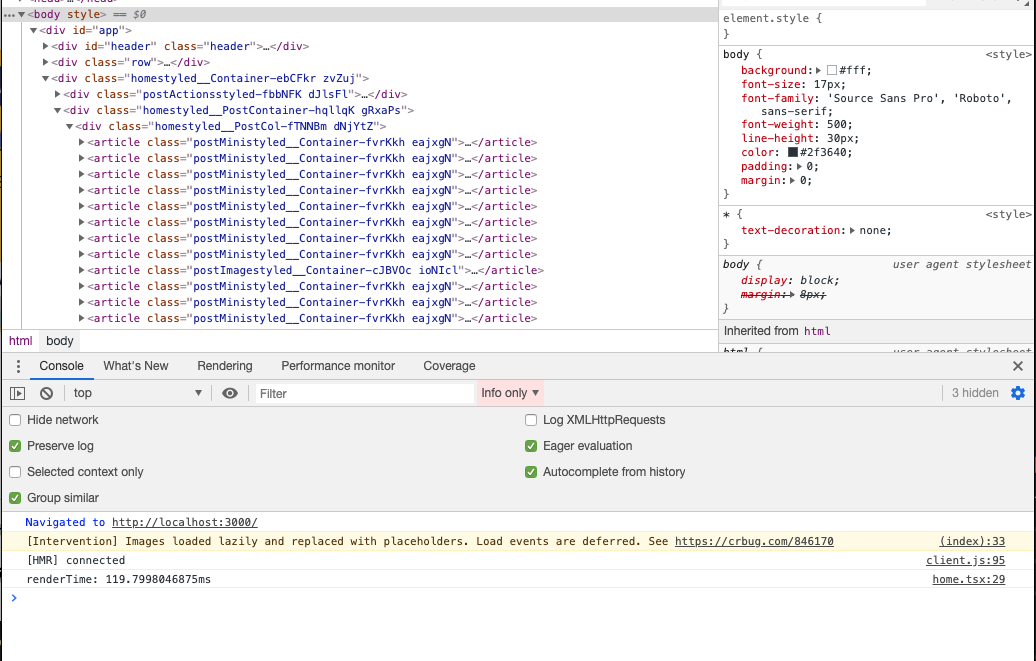 <head>…</head>
…<body style> == $0
<div id="app">
<div id="header" class="header">…</div>
<div class="row">…</div>
<div class="homestyled__Container-ebCFkr zvZuj">
<div class="postActionsstyled-fbbNFK dJlsFl">…</div>
<div class="homestyled__PostContainer-hqllqK gRxaPs">
<div class="homestyled__PostCol-fTNNBm dNjYtZ">
<article class="postMinistyled__Container-fvrKkh eajxgN">…</article>
<article class="postMinistyled__Container-fvrKkh eajxgN">…</article>
<article class="postMinistyled__Container-fvrKkh eajxgN">…</article>
<article class="postMinistyled__Container-fvrKkh eajxgN">…</article>
<article class="postMinistyled__Container-fvrKkh eajxgN">…</article>
<article class="postMinistyled__Container-fvrKkh eajxgN">…</article>
<article class="postMinistyled__Container-fvrKkh eajxgN">…</article>
<article class="postMinistyled__Container-fvrKkh eajxgN">…</article>
<article class="postImagestyled__Container-cJBVOc ioNIcl">…</article>
<article class="postMinistyled__Container-fvrKkh eajxgN">…</article>
<article class="postMinistyled__Container-fvrKkh eajxgN">…</article>
<article class="postMinistyled__Container-fvrKkh eajxgN">…</article>
html body
element.style {
}
body { <style>
background: #fff;
font-size: 17px;
font-family: 'Source Sans Pro', 'Roboto',
sans-serif;
font-weight: 500;
line-height: 30px;
color: #2f3640;
padding: 0;
margin: 0;
}
* { <style>
text-decoration: none;
}
body { user agent stylesheet
display: block;
margin: 8px;
}
Inherited from html
html { user agent stylesheet
Console What's New Rendering Performance monitor Coverage
top Filter Info only 3 hidden
Hide network Log XMLHttpRequests
Preserve log Eager evaluation
Selected context only Autocomplete from history
Group similar
Navigated to http://localhost:3000/
[Intervention] Images loaded lazily and replaced with placeholders. Load events are deferred. See https://crbug.com/846170 (index):33
[HMR] connected client.js:95
renderTime: 119.7998046875ms home.tsx:29